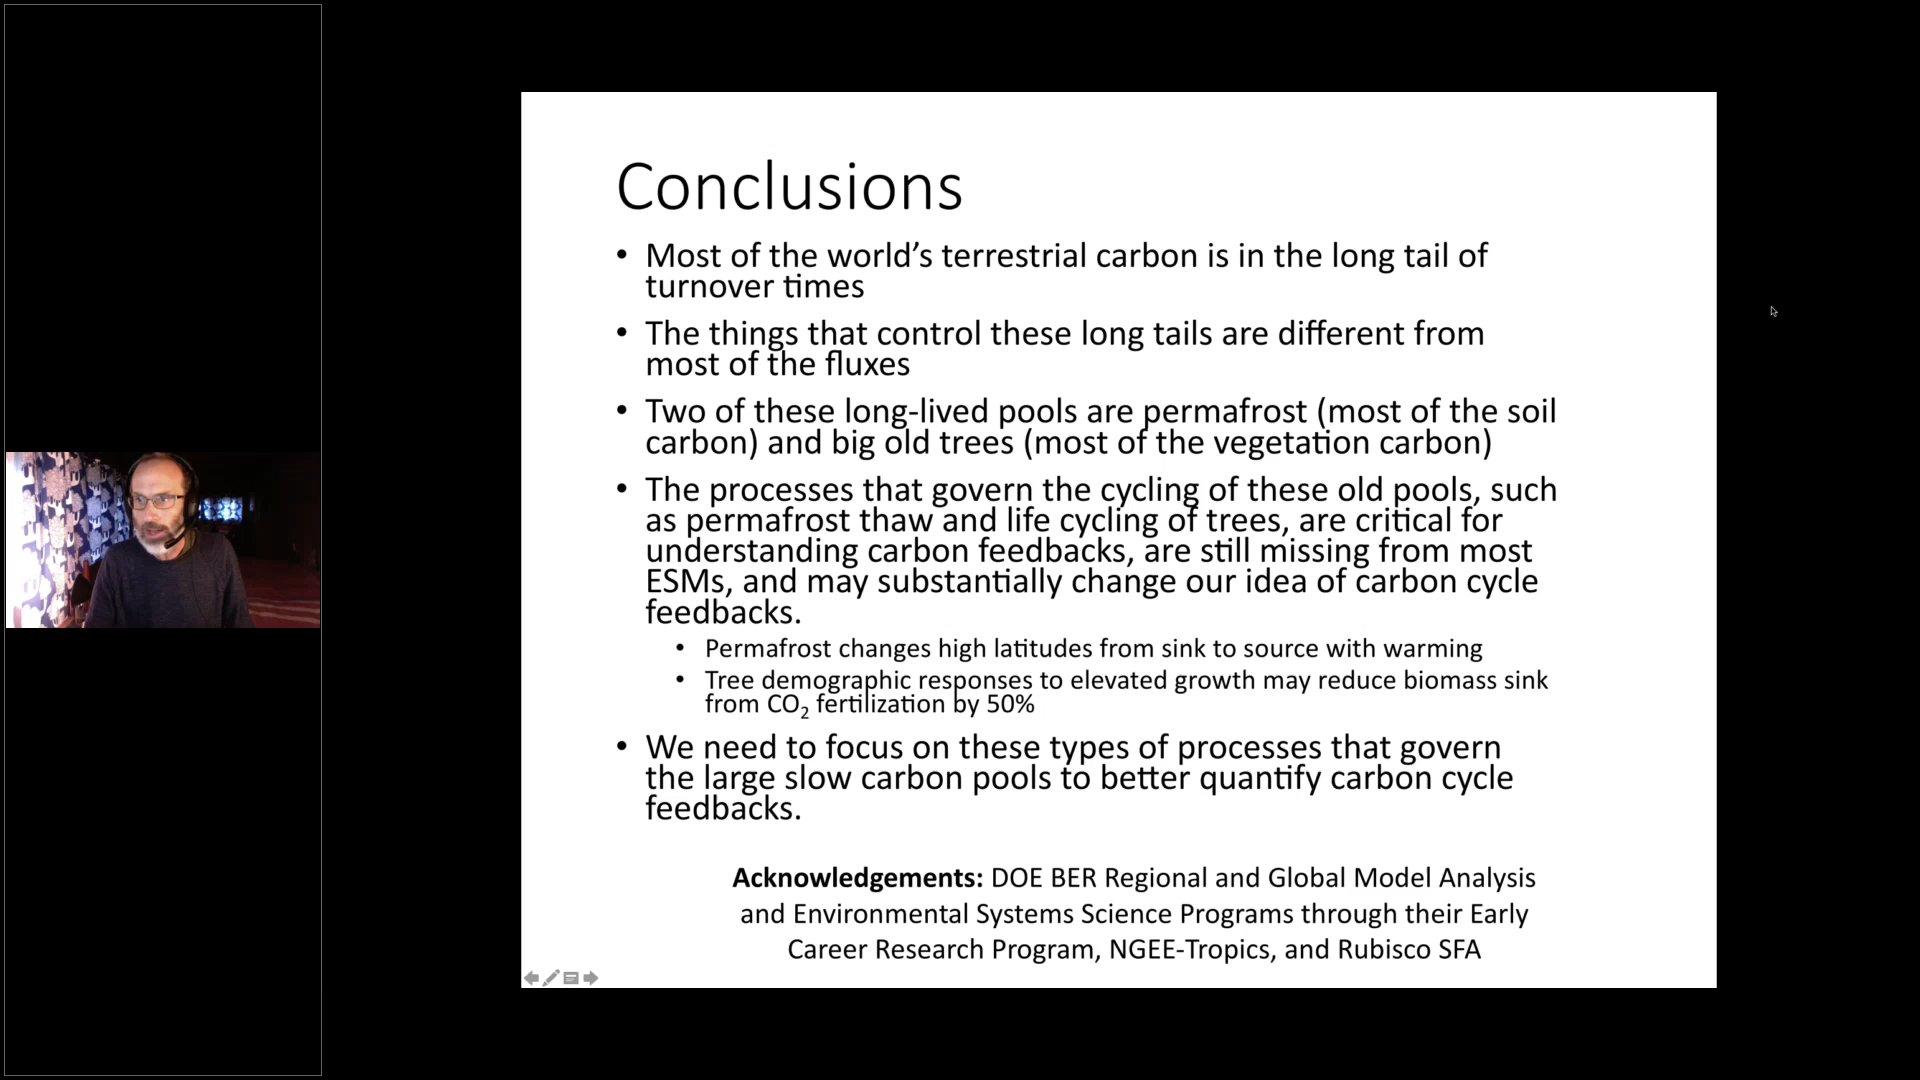 Conclusions
• Most of the world’s terrestrial carbon is in the long tail of
turnover times
• The things that control these long tails are different from
most of the fluxes
• Two of these long-lived pools are permafrost (most of the soil
carbon) and big old trees (most of the vegetation carbon)
• The processes that govern the cycling of these old pools, such
as permafrost thaw and life cycling of trees, are critical for
understanding carbon feedbacks, are still missing from most
ESMs, and may substantially change our idea of carbon cycle
feedbacks.
• Permafrost changes high latitudes from sink to source with warming
• Tree demographic responses to elevated growth may reduce biomass sink
from CO₂ fertilization by 50%
• We need to focus on these types of processes that govern
the large slow carbon pools to better quantify carbon cycle
feedbacks.
Acknowledgements: DOE BER Regional and Global Model Analysis
and Environmental Systems Science Programs through their Early
Career Research Program, NGEE-Tropics, and Rubisco SFA